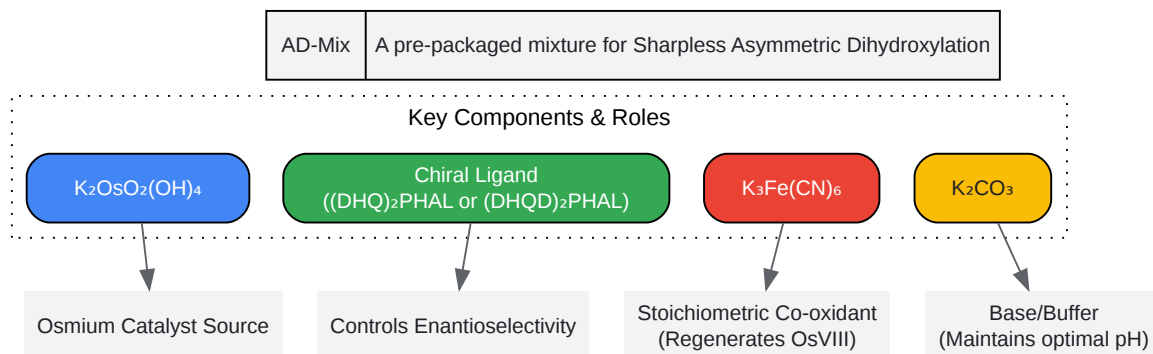 AD-Mix
A pre-packaged mixture for Sharpless Asymmetric Dihydroxylation
Key Components & Roles
K₂OsO₂(OH)₄
Chiral Ligand
((DHQ)₂PHAL or (DHQD)₂PHAL)
K₃Fe(CN)₆
K₂CO₃
Osmium Catalyst Source
Controls Enantioselectivity
Stoichiometric Co-oxidant
(Regenerates OsVIII)
Base/Buffer
(Maintains optimal pH)